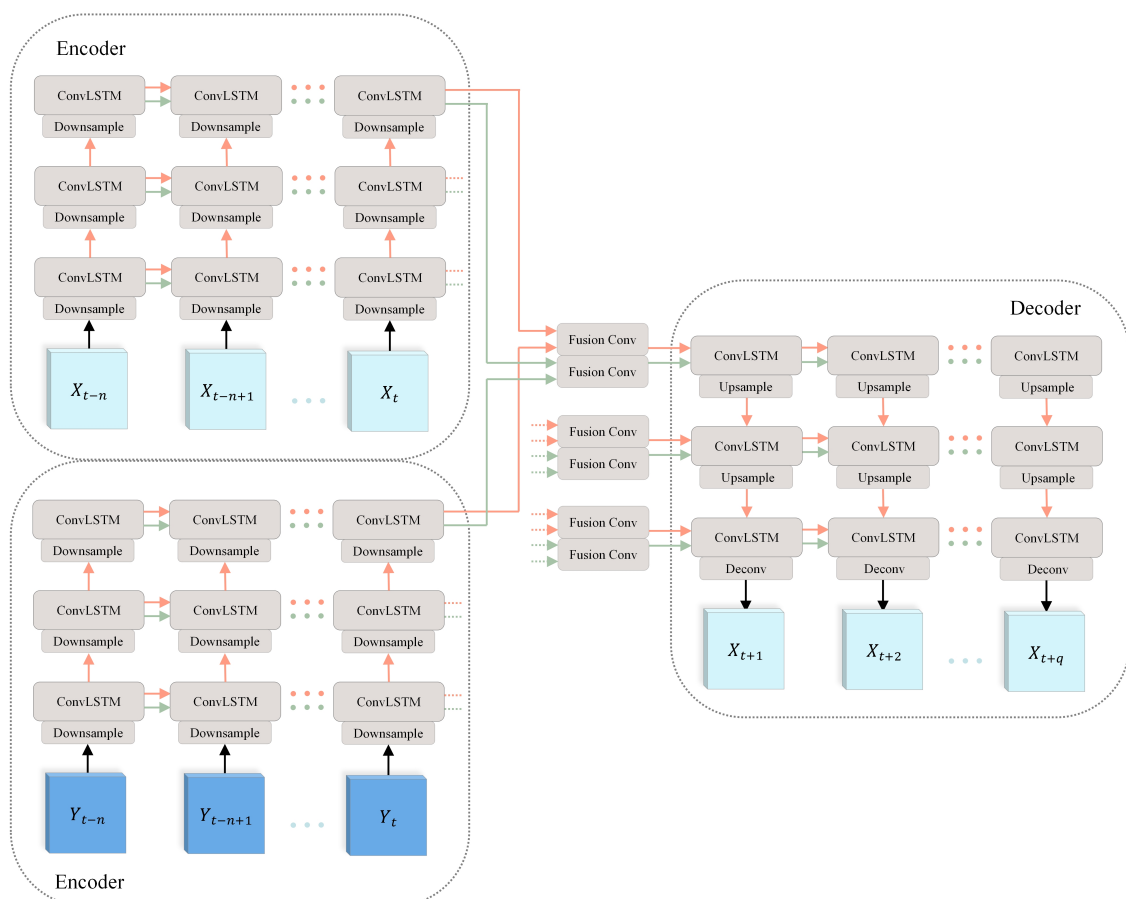 Encoder
ConvLSTM ConvLSTM ConvLSTM
Downsample Downsample Downsample
ConvLSTM ConvLSTM ConvLSTM
Downsample Downsample Downsample
ConvLSTM ConvLSTM ConvLSTM
Downsample Downsample Downsample
X_{t-n} X_{t-n+1} X_t
ConvLSTM ConvLSTM ConvLSTM
Downsample Downsample Downsample
ConvLSTM ConvLSTM ConvLSTM
Downsample Downsample Downsample
ConvLSTM ConvLSTM ConvLSTM
Downsample Downsample Downsample
Y_{t-n} Y_{t-n+1} Y_t
Encoder
Fusion Conv
Fusion Conv
Fusion Conv
Fusion Conv
Fusion Conv
Fusion Conv
Decoder
ConvLSTM ConvLSTM ConvLSTM
Upsample Upsample Upsample
ConvLSTM ConvLSTM ConvLSTM
Upsample Upsample Upsample
ConvLSTM ConvLSTM ConvLSTM
Deconv Deconv Deconv
X_{t+1} X_{t+2} X_{t+q}